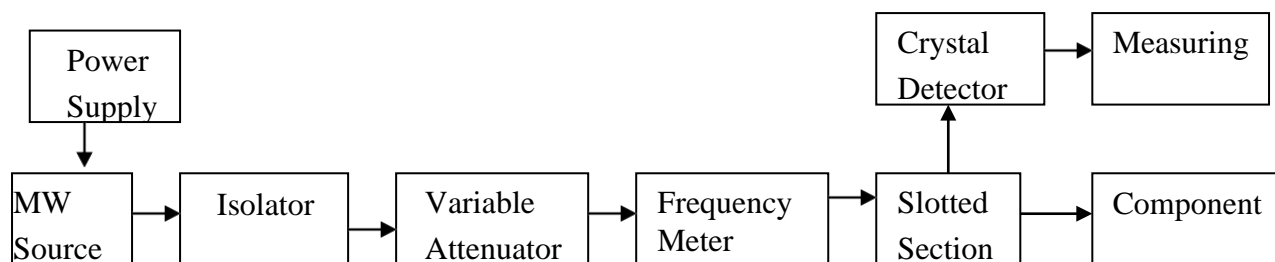 Power
Supply
Crystal
Detector
Measuring
MW
Source
Isolator
Variable
Attenuator
Frequency
Meter
Slotted
Section
Component